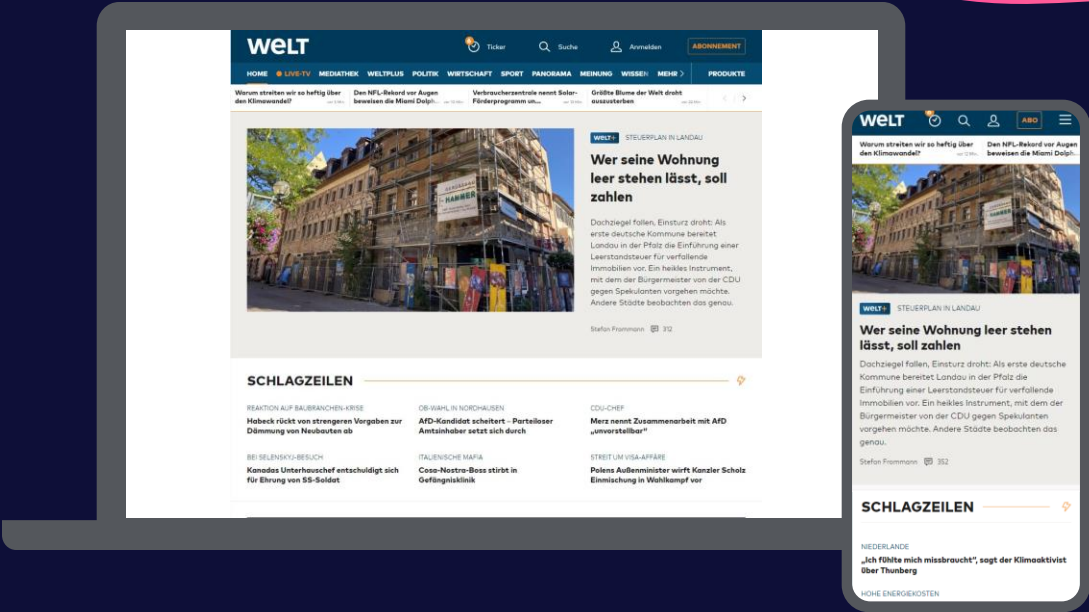 WELT
6
Ticker
Suche
Anmelden
ABONNEMENT
HOME LIVE-TV MEDIATHEK WELTPLUS POLITIK WIRTSCHAFT SPORT PANORAMA MEINUNG WISSEN MEHR PRODUKTE
Warum streiten wir so heftig über
den Klimawandel?
Den NFL-Rekord vor Augen
beweisen die Miami Dolph...
Verbraucherzentrale nennt Solar-
Förderprogramm un...
Größte Blume der Welt droht
auszusterben
HAMMER
WELT+ STEUERPLAN IN LANDAU
Wer seine Wohnung
leer stehen lässt, soll
zahlen
Dachziegel fallen, Einsturz droht: Als
erste deutsche Kommune bereitet
Landau in der Pfalz die Einführung einer
Leerstandsteuer für verfallende
Immobilien vor. Ein heikles Instrument,
mit dem der Bürgermeister von der CDU
gegen Spekulanten vorgehen möchte.
Andere Städte beobachten das genau.
Stefan Frommann 312
SCHLAGZEILEN
REAKTION AUF BAUBRANCHEN-KRISE
Habeck rückt von strengeren Vorgaben zur
Dämmung von Neubauten ab
OB-WAHL IN NORDHAUSEN
AfD-Kandidat scheitert – Parteiloser
Amtsinhaber setzt sich durch
CDU-CHEF
Merz nennt Zusammenarbeit mit AfD
„unvorstellbar“
BEI SELENSKYJ-BESUCH
Kanadas Unterhauschef entschuldigt sich
für Ehrung von SS-Soldat
ITALIENISCHE MAFIA
Cosa-Nostra-Boss stirbt in
Gefängnisklinik
STREIT UM VISA-AFFÄRE
Polens Außenminister wirft Kanzler Scholz
Einmischung in Wahlkampf vor
WELT
ABO
Warum streiten wir so heftig über
den Klimawandel?
Den NFL-Rekord vor Augen
beweisen die Miami Dolph...
HAMMER
WELT+ STEUERPLAN IN LANDAU
Wer seine Wohnung leer stehen
lässt, soll zahlen
Dachziegel fallen, Einsturz droht: Als erste deutsche
Kommune bereitet Landau in der Pfalz die
Einführung einer Leerstandsteuer für verfallende
Immobilien vor. Ein heikles Instrument, mit dem der
Bürgermeister von der CDU gegen Spekulanten
vorgehen möchte. Andere Städte beobachten das
genau.
Stefan Frommann 352
SCHLAGZEILEN
NIEDERLANDE
„Ich fühlte mich missbraucht“, sagt der Klimaaktivist
über Thunberg
HOHE ENERGIEKOSTEN